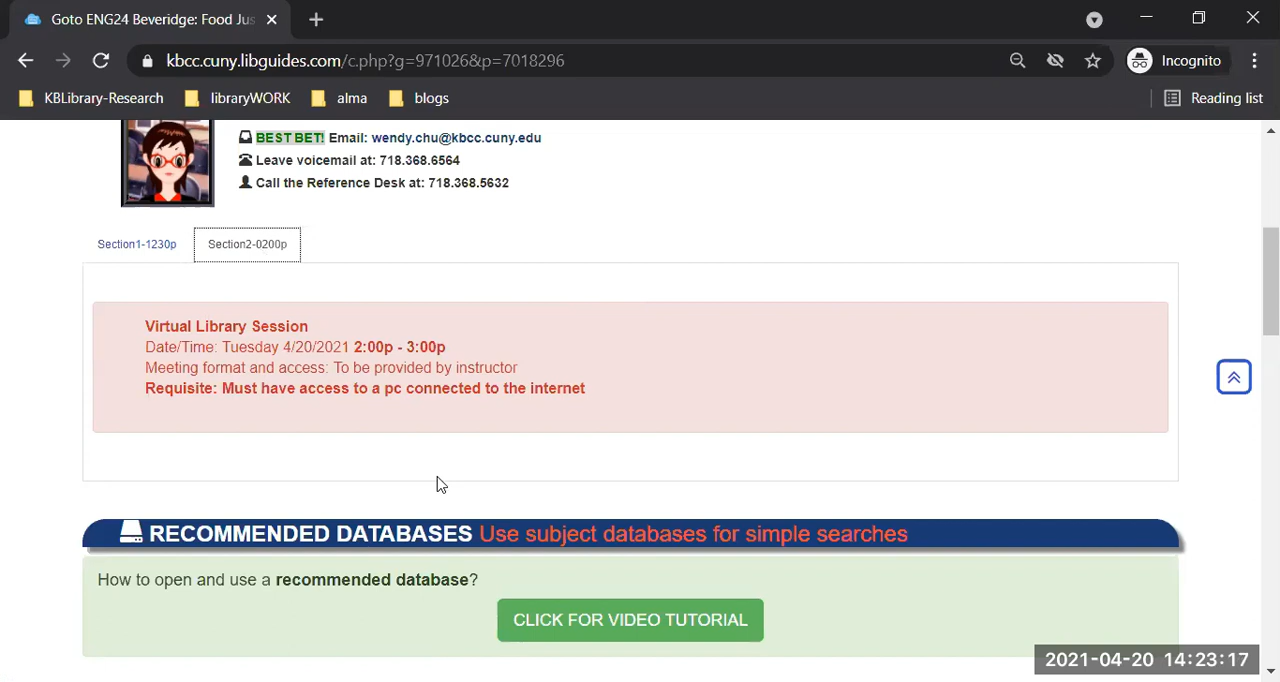 Goto ENG24 Beveridge: Food Jus
kbcc.cuny.libguides.com/c.php?g=971026&p=7018296
Incognito
KBLibrary-Research
libraryWORK
alma
blogs
Reading list
BEST BET! Email: wendy.chu@kbcc.cuny.edu
Leave voicemail at: 718.368.6564
Call the Reference Desk at: 718.368.5632
Section1-1230p
Section2-0200p
Virtual Library Session
Date/Time: Tuesday 4/20/2021 2:00p - 3:00p
Meeting format and access: To be provided by instructor
Requisite: Must have access to a pc connected to the internet
RECOMMENDED DATABASES Use subject databases for simple searches
How to open and use a recommended database?
CLICK FOR VIDEO TUTORIAL
2021-04-20 14:23:17